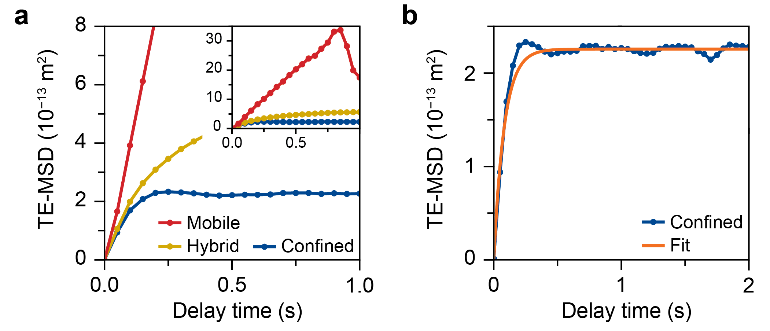 a
TE-MSD (10⁻¹³ m²)
8
6
4
2
0
0.0
0.5
1.0
Delay time (s)
30
20
10
0
0.0
0.5
Mobile
Hybrid
Confined
b
TE-MSD (10⁻¹³ m²)
2
1
0
0
1
2
Delay time (s)
Confined
Fit